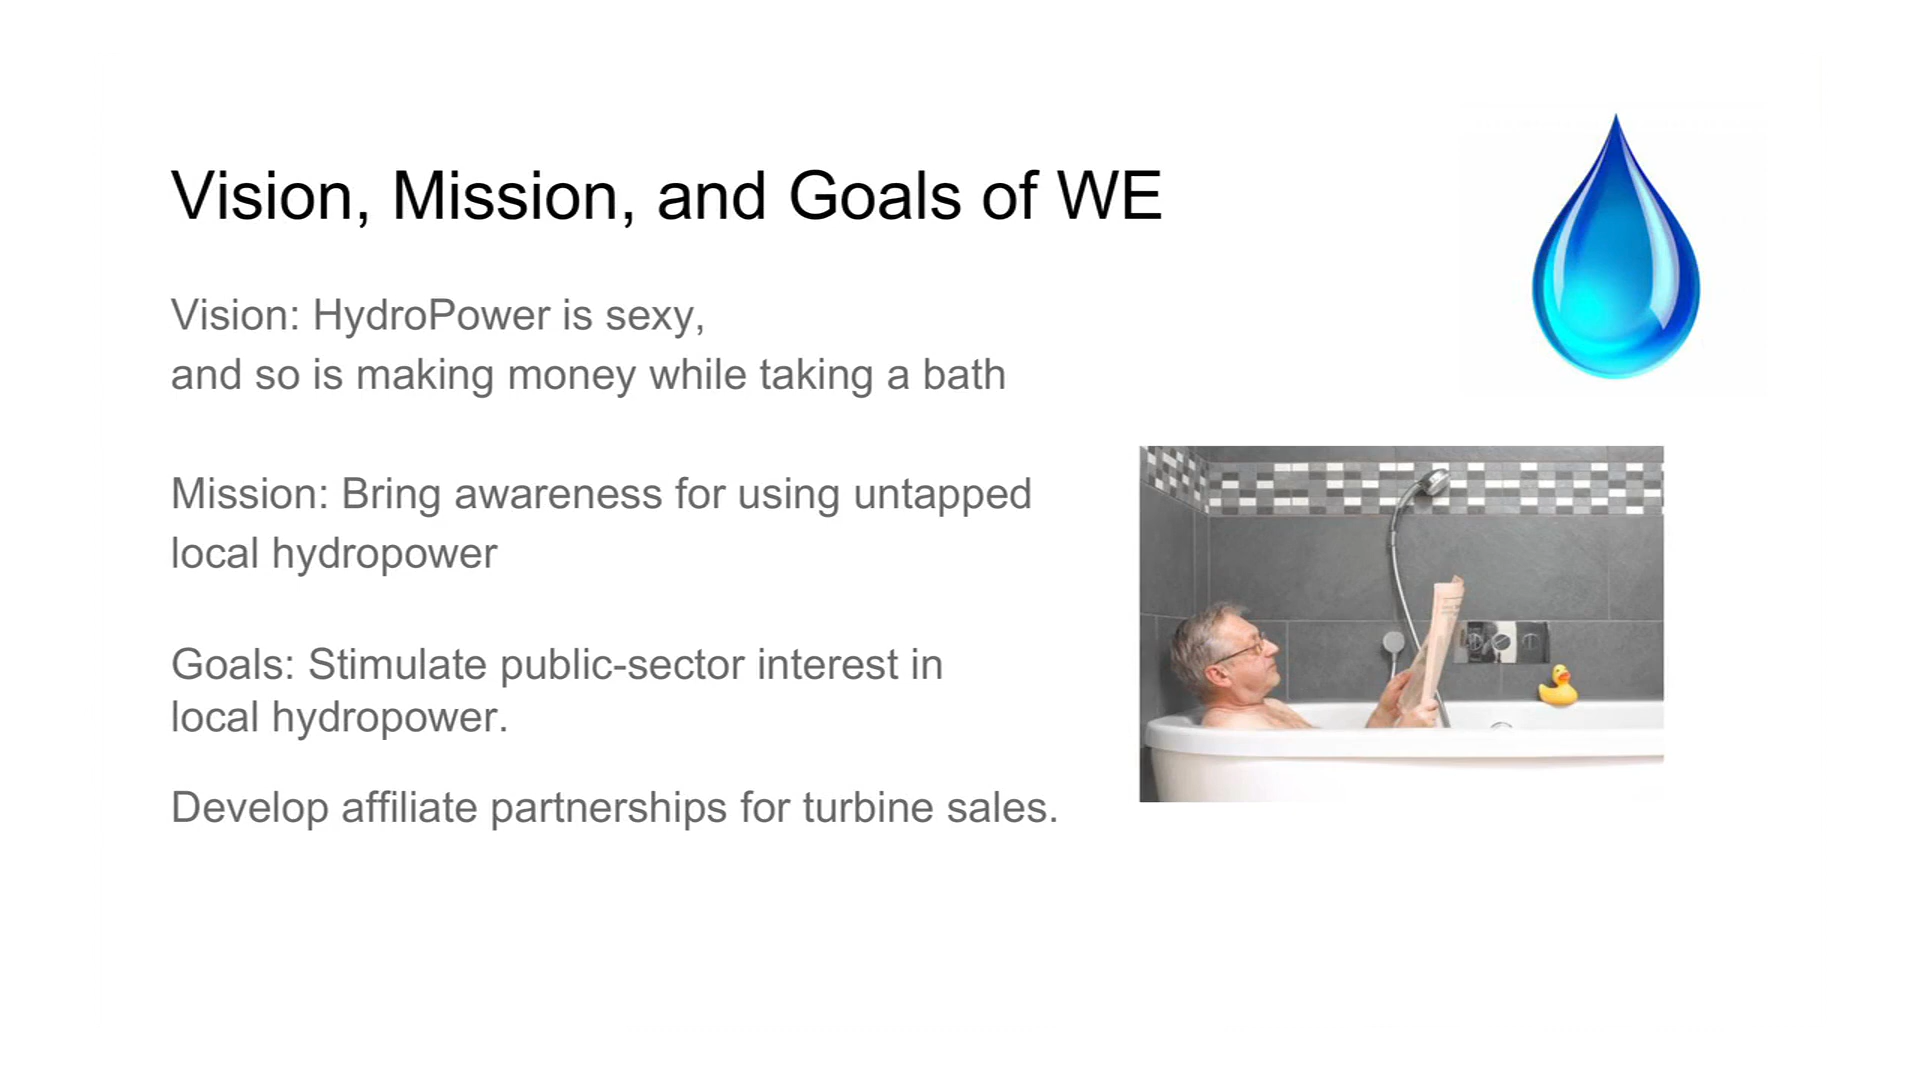 Vision, Mission, and Goals of WE
Vision: HydroPower is sexy,
and so is making money while taking a bath
Mission: Bring awareness for using untapped
local hydropower
Goals: Stimulate public-sector interest in
local hydropower.
Develop affiliate partnerships for turbine sales.